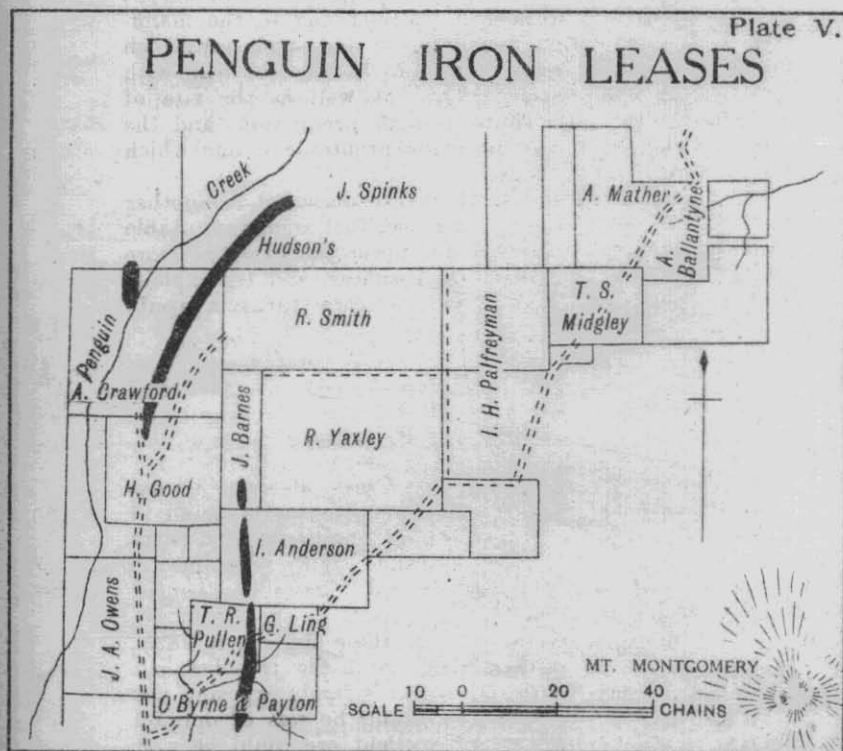 Plate V.
PENGUIN IRON LEASES
Creek
J. Spinks
A. Mather
A.
Ballantyne
Hudson's
T. S.
Midgley
R. Smith
Penguin
J. H. Palfreyman
A. Crawford
J. Barnes
R. Yaxley
H. Good
I. Anderson
J. A. Owens
T. R.
Pullen
G. Ling
MT. MONTGOMERY
O'Byrne & Payton
10 0 20 40
SCALE CHAINS